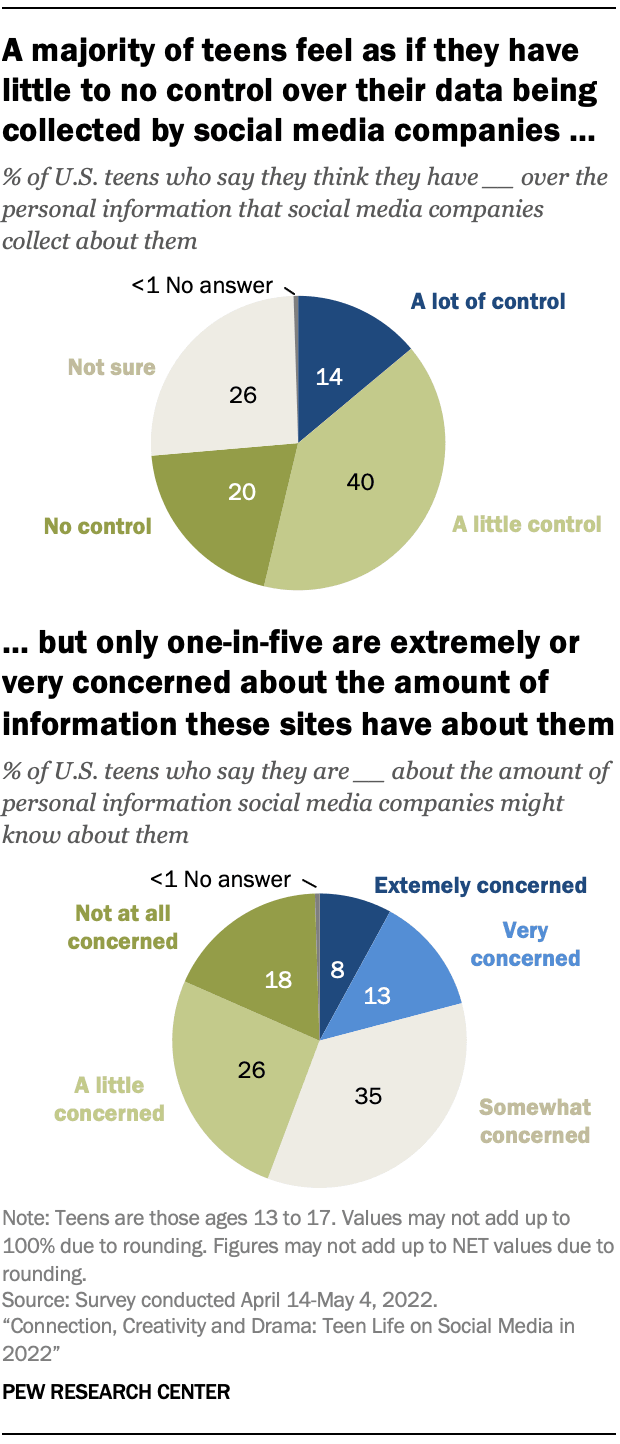 A majority of teens feel as if they have
little to no control over their data being
collected by social media companies ...
% of U.S. teens who say they think they have __ over the
personal information that social media companies
collect about them
<1 No answer
A lot of control
Not sure
14
26
40
20
No control
A little control
... but only one-in-five are extremely or
very concerned about the amount of
information these sites have about them
% of U.S. teens who say they are __ about the amount of
personal information social media companies might
know about them
<1 No answer
Extemely concerned
Not at all
concerned
Very
concerned
8
18
13
26
35
A little
concerned
Somewhat
concerned
Note: Teens are those ages 13 to 17. Values may not add up to
100% due to rounding. Figures may not add up to NET values due to
rounding.
Source: Survey conducted April 14-May 4, 2022.
“Connection, Creativity and Drama: Teen Life on Social Media in
2022”
PEW RESEARCH CENTER